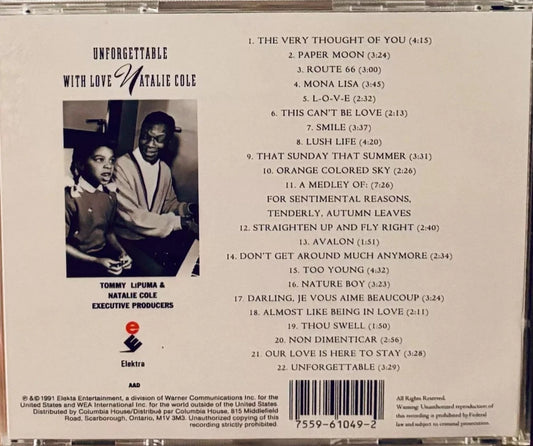 UNFORGETTABLE
WITH LOVE NATALIE COLE
TOMMY LiPUMA &
NATALIE COLE
EXECUTIVE PRODUCERS
e
Elektra
AAD
1. THE VERY THOUGHT OF YOU (4:15)
2. PAPER MOON (3:24)
3. ROUTE 66 (3:00)
4. MONA LISA (3:45)
5. L-O-V-E (2:32)
6. THIS CAN'T BE LOVE (2:13)
7. SMILE (3:37)
8. LUSH LIFE (4:20)
9. THAT SUNDAY THAT SUMMER (3:31)
10. ORANGE COLORED SKY (2:26)
11. A MEDLEY OF: (7:26)
FOR SENTIMENTAL REASONS,
TENDERLY, AUTUMN LEAVES
12. STRAIGHTEN UP AND FLY RIGHT (2:40)
13. AVALON (1:51)
14. DON'T GET AROUND MUCH ANYMORE (2:34)
15. TOO YOUNG (4:32)
16. NATURE BOY (3:23)
17. DARLING, JE VOUS AIME BEAUCOUP (3:24)
18. ALMOST LIKE BEING IN LOVE (2:11)
19. THOU SWELL (1:50)
20. NON DIMENTICAR (2:56)
21. OUR LOVE IS HERE TO STAY (3:28)
22. UNFORGETTABLE (3:29)
℗ &© 1991 Elekta Entertainment, a division of Warner Communications Inc. for the
United States and WEA International Inc. for the world outside of the United States.
Distributed by Columbia House/Distribué par Columbia House, 815 Middlefield
Road, Scarborough, Ontario, M1V 3M3. Unauthorized copying of this
recording strictly prohibited.
7559-61049-2
All Rights Reserved.
Warning: Unauthorized reproduction of
this recording is prohibited by Federal
law and subject to criminal prosecution.